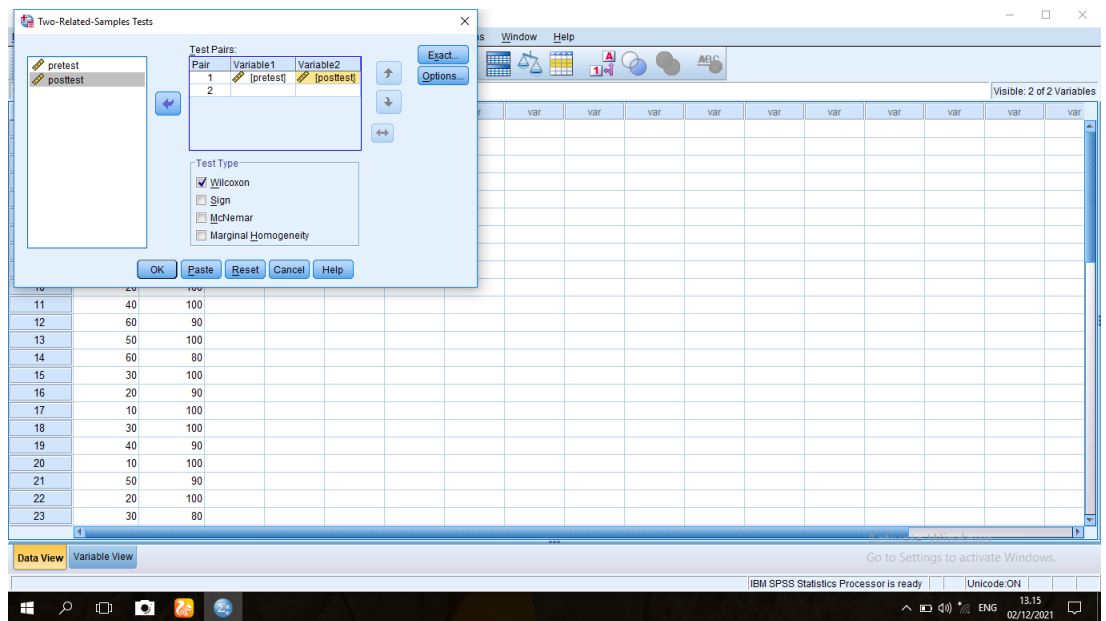 Two-Related-Samples Tests
Window Help
pretest
posttest
Test Pairs:
Pair Variable1 Variable2
1 [pretest] [posttest]
2
Exact...
Options...
Test Type
Wilcoxon
Sign
McNemar
Marginal Homogeneity
OK Paste Reset Cancel Help
Visible: 2 of 2 Variables
var var var var var var var var var var
10 20 100
11 40 100
12 60 90
13 50 100
14 60 80
15 30 100
16 20 90
17 10 100
18 30 100
19 40 90
20 10 100
21 50 90
22 20 100
23 30 80
Data View Variable View
Activate Windows
Go to Settings to activate Windows.
IBM SPSS Statistics Processor is ready Unicode:ON
ENG 13.15
02/12/2021